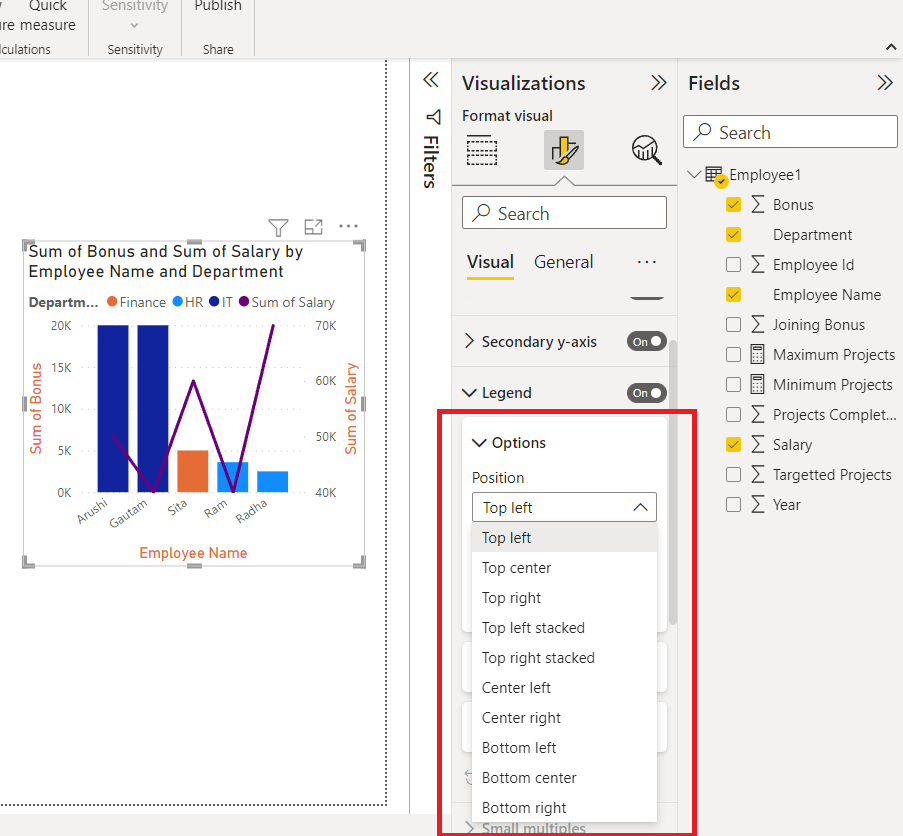 Quick
re measure
Sensitivity
Publish
lculations
Sensitivity
Share
Filters
Visualizations
Format visual
Search
Visual
General
Secondary y-axis
On
Legend
On
Options
Position
Top left
Top left
Top center
Top right
Top left stacked
Top right stacked
Center left
Center right
Bottom left
Bottom center
Bottom right
Small multiples
Fields
Search
Employee1
Bonus
Department
Employee Id
Employee Name
Joining Bonus
Maximum Projects
Minimum Projects
Projects Complet...
Salary
Targetted Projects
Year
Sum of Bonus and Sum of Salary by
Employee Name and Department
Departm... Finance HR IT Sum of Salary
Sum of Bonus
20K
15K
10K
5K
0K
70K
60K
50K
40K
Sum of Salary
Arushi
Gautam
Sita
Ram
Radha
Employee Name